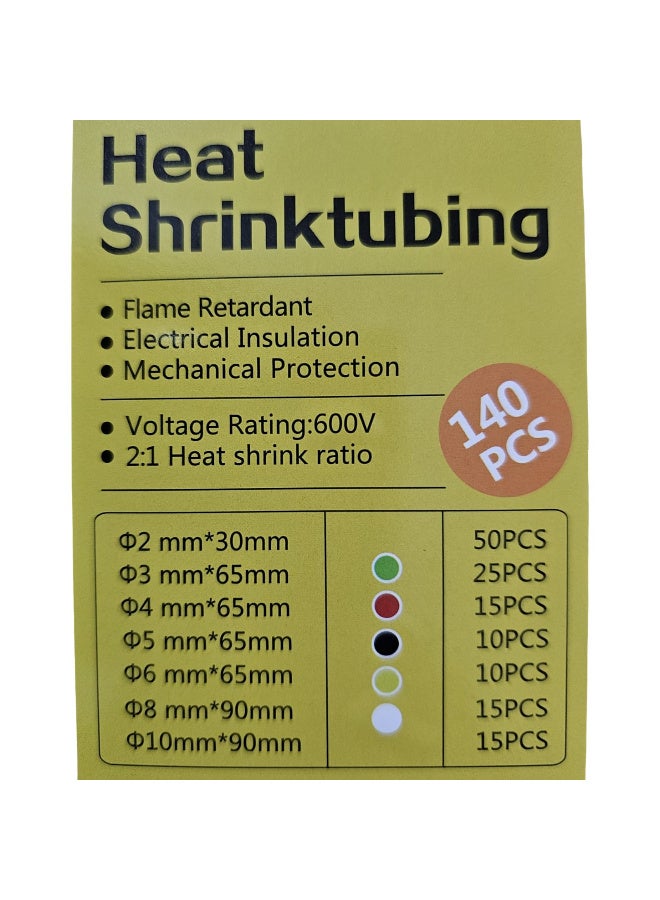 Heat
Shrinktubing
• Flame Retardant
• Electrical Insulation
• Mechanical Protection
• Voltage Rating:600V
• 2:1 Heat shrink ratio
140
PCS
Φ2 mm*30mm 50PCS
Φ3 mm*65mm 25PCS
Φ4 mm*65mm 15PCS
Φ5 mm*65mm 10PCS
Φ6 mm*65mm 10PCS
Φ8 mm*90mm 15PCS
Φ10mm*90mm 15PCS